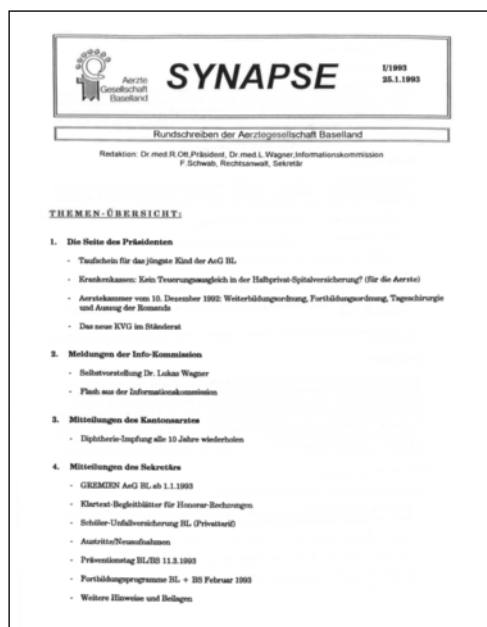 Aerzte
Gesellschaft
Baselland
SYNAPSE
I/1993
25.1.1993
Rundschreiben der Aerztegesellschaft Baselland
Redaktion: Dr.med.R.Ott,Präsident, Dr.med.L.Wagner,Informationskommission
F.Schwab, Rechtsanwalt, Sekretär
THEMEN-ÜBERSICHT:
1. Die Seite des Präsidenten
- Taufschein für das jüngste Kind der AeG BL
- Krankenkassen: Kein Teuerungsausgleich in der Halbprivat-Spitalversicherung? (für die Aerzte)
- Aerztekammer vom 10. Dezember 1992: Weiterbildungsordnung, Fortbildungsordnung, Tageschirurgie
und Auszug der Romands
- Das neue KVG im Ständerat
2. Meldungen der Info-Kommission
- Selbstvorstellung Dr. Lukas Wagner
- Flash aus der Informationskommission
3. Mitteilungen des Kantonsarztes
- Diphtherie-Impfung alle 10 Jahre wiederholen
4. Mitteilungen des Sekretärs
- GREMIEN AeG BL ab 1.1.1993
- Klartext-Begleitblätter für Honorar-Rechnungen
- Schüler-Unfallversicherung BL (Privattarif)
- Austritte/Neuaufnahmen
- Präventionstag BL/BS 11.3.1993
- Fortbildungsprogramme BL + BS Februar 1993
- Weitere Hinweise und Beilagen